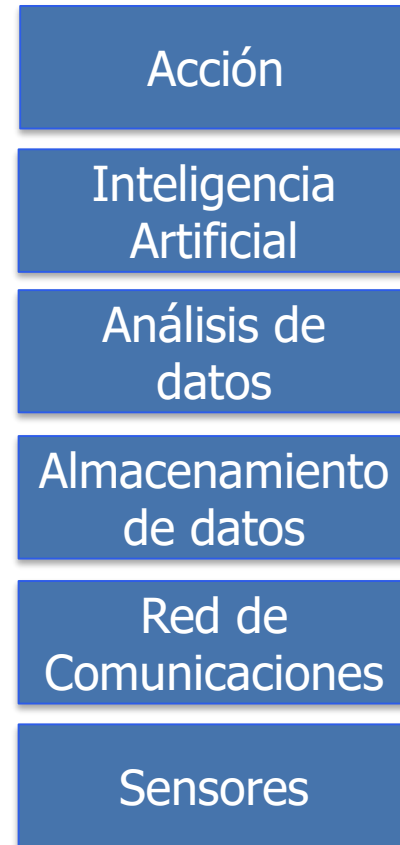 Acción
Inteligencia
Artificial
Análisis de
datos
Almacenamiento
de datos
Red de
Comunicaciones
Sensores